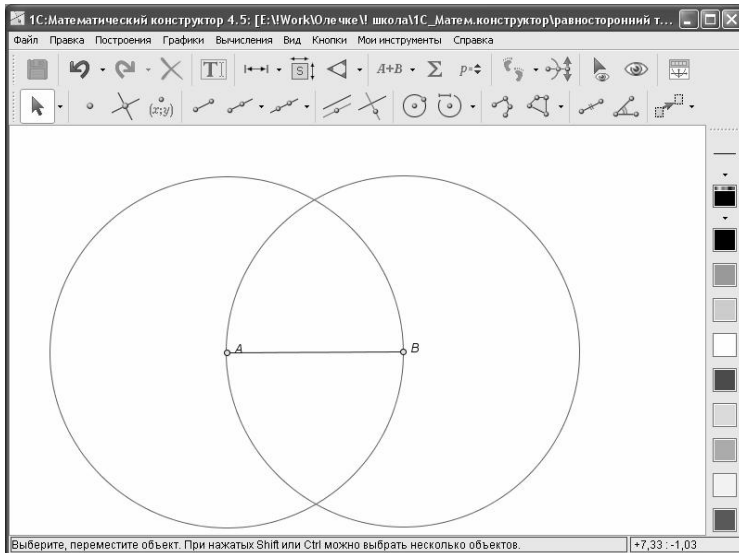 1С:Математический конструктор 4.5: [E:\!Work\Олечке\! школа\1С_Матем.конструктор\равносторонний т...
Файл Правка Построения Графики Вычисления Вид Кнопки Мои инструменты Справка
T S A+B Σ p=
(x;y)
A B
Выберите, переместите объект. При нажатых Shift или Ctrl можно выбрать несколько объектов. +7,33 : -1,03